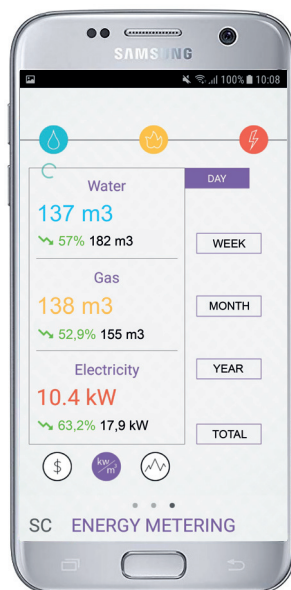 SAMSUNG
100% 10:08
Water
137 m3
57% 182 m3
Gas
138 m3
52,9% 155 m3
Electricity
10.4 kW
63,2% 17,9 kW
DAY
WEEK
MONTH
YEAR
TOTAL
$
kw/m³
SC ENERGY METERING